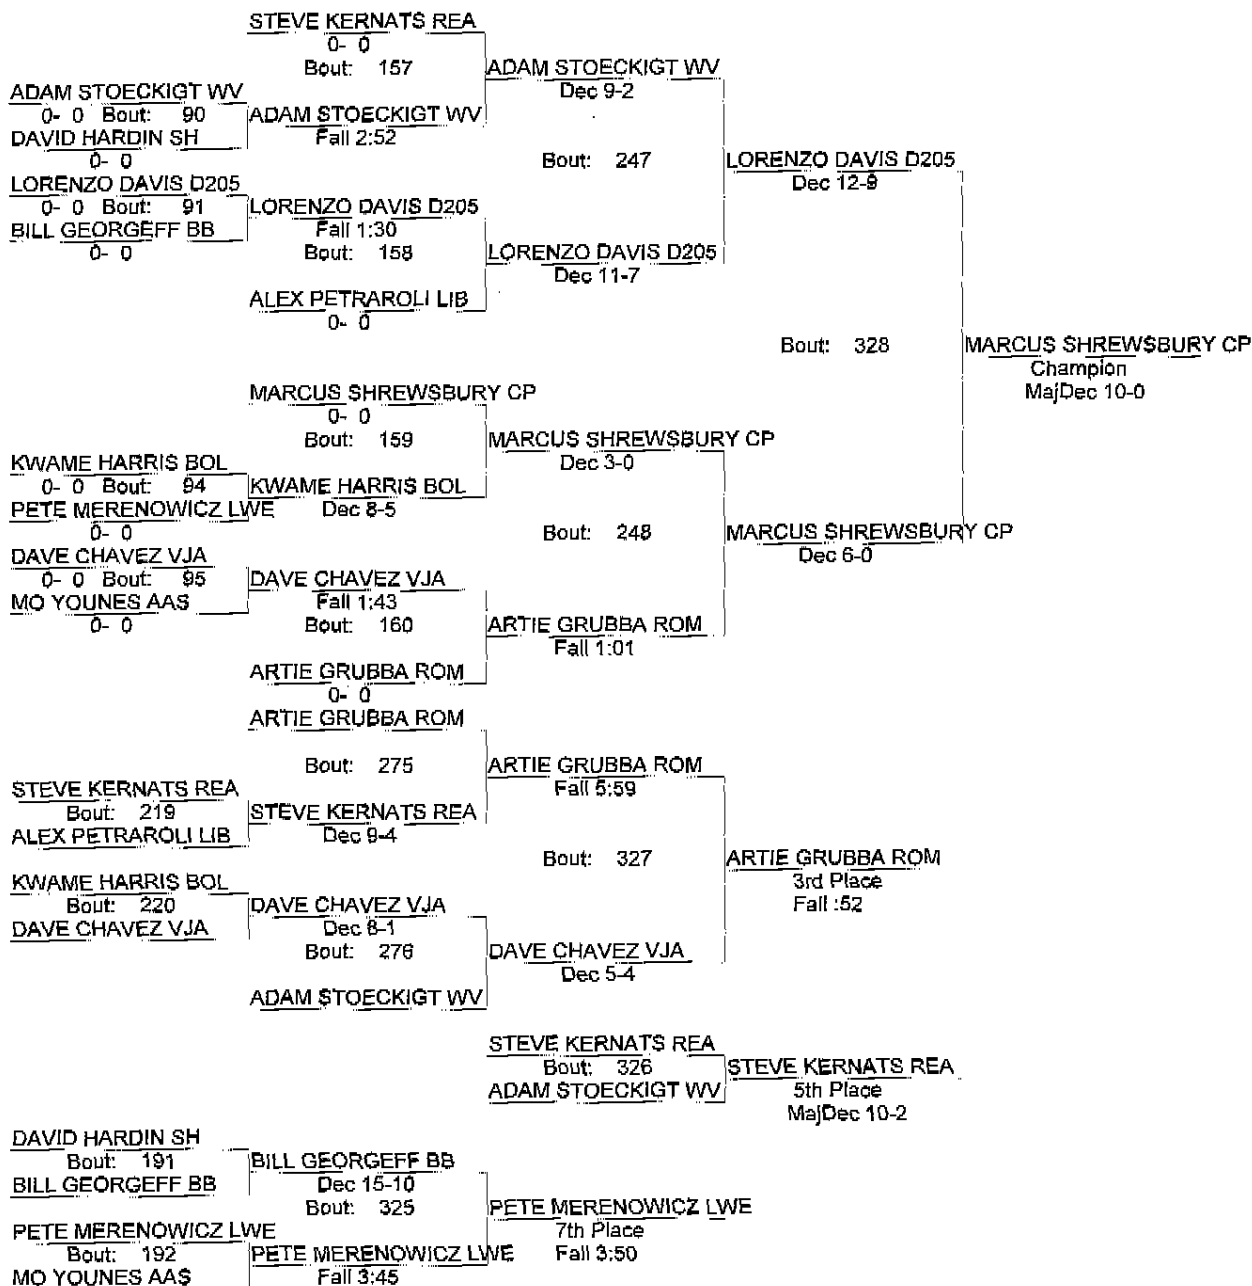 STEVE KERNATS REA
0- 0
Bout: 157
ADAM STOECKIGT WV
Dec 9-2
ADAM STOECKIGT WV
0- 0 Bout: 90
ADAM STOECKIGT WV
Fall 2:52
DAVID HARDIN SH
0- 0
Bout: 247
LORENZO DAVIS D205
Dec 12-9
LORENZO DAVIS D205
0- 0 Bout: 91
LORENZO DAVIS D205
Fall 1:30
BILL GEORGEFF BB
0- 0
Bout: 158
LORENZO DAVIS D205
Dec 11-7
ALEX PETRAROLI LIB
0- 0
Bout: 328
MARCUS SHREWSBURY CP
Champion
MajDec 10-0
MARCUS SHREWSBURY CP
0- 0
Bout: 159
MARCUS SHREWSBURY CP
Dec 3-0
KWAME HARRIS BOL
0- 0 Bout: 94
KWAME HARRIS BOL
Dec 8-5
PETE MERENOWICZ LWE
0- 0
Bout: 248
MARCUS SHREWSBURY CP
Dec 6-0
DAVE CHAVEZ VJA
0- 0 Bout: 95
DAVE CHAVEZ VJA
Fall 1:43
MO YOUNES AAS
0- 0
Bout: 160
ARTIE GRUBBA ROM
Fall 1:01
ARTIE GRUBBA ROM
0- 0
ARTIE GRUBBA ROM
Bout: 275
ARTIE GRUBBA ROM
Fall 5:59
STEVE KERNATS REA
Bout: 219
STEVE KERNATS REA
Dec 9-4
ALEX PETRAROLI LIB
Bout: 327
ARTIE GRUBBA ROM
3rd Place
Fall :52
KWAME HARRIS BOL
Bout: 220
DAVE CHAVEZ VJA
Dec 8-1
DAVE CHAVEZ VJA
Bout: 276
DAVE CHAVEZ VJA
Dec 5-4
ADAM STOECKIGT WV
STEVE KERNATS REA
Bout: 326
STEVE KERNATS REA
5th Place
MajDec 10-2
ADAM STOECKIGT WV
DAVID HARDIN SH
Bout: 191
BILL GEORGEFF BB
Dec 15-10
BILL GEORGEFF BB
Bout: 325
PETE MERENOWICZ LWE
7th Place
Fall 3:50
PETE MERENOWICZ LWE
Bout: 192
PETE MERENOWICZ LWE
Fall 3:45
MO YOUNES AAS